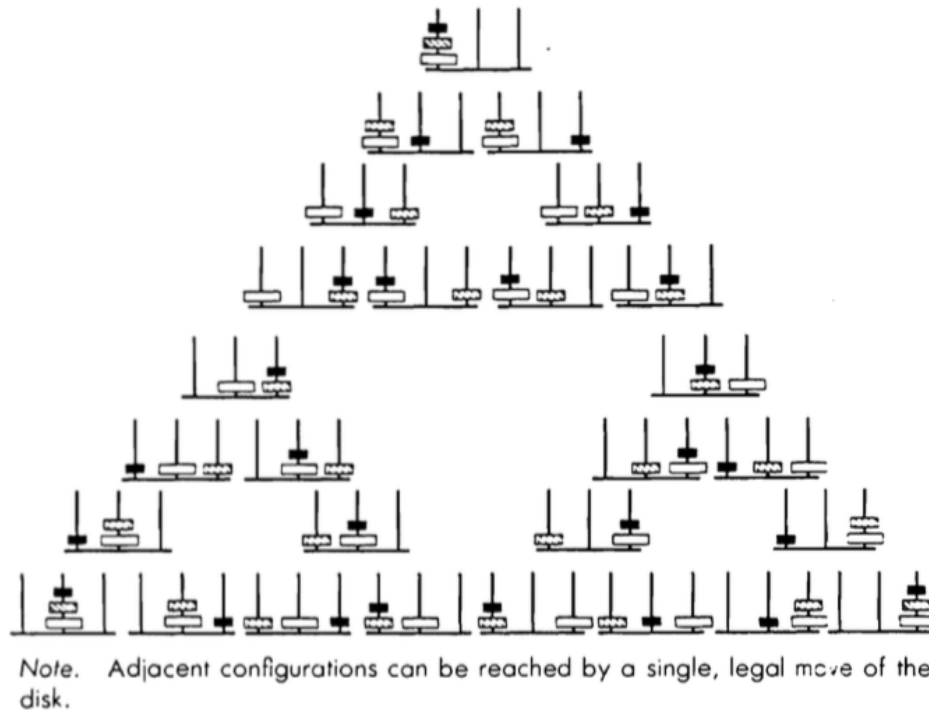 Note. Adjacent configurations can be reached by a single, legal move of the
disk.